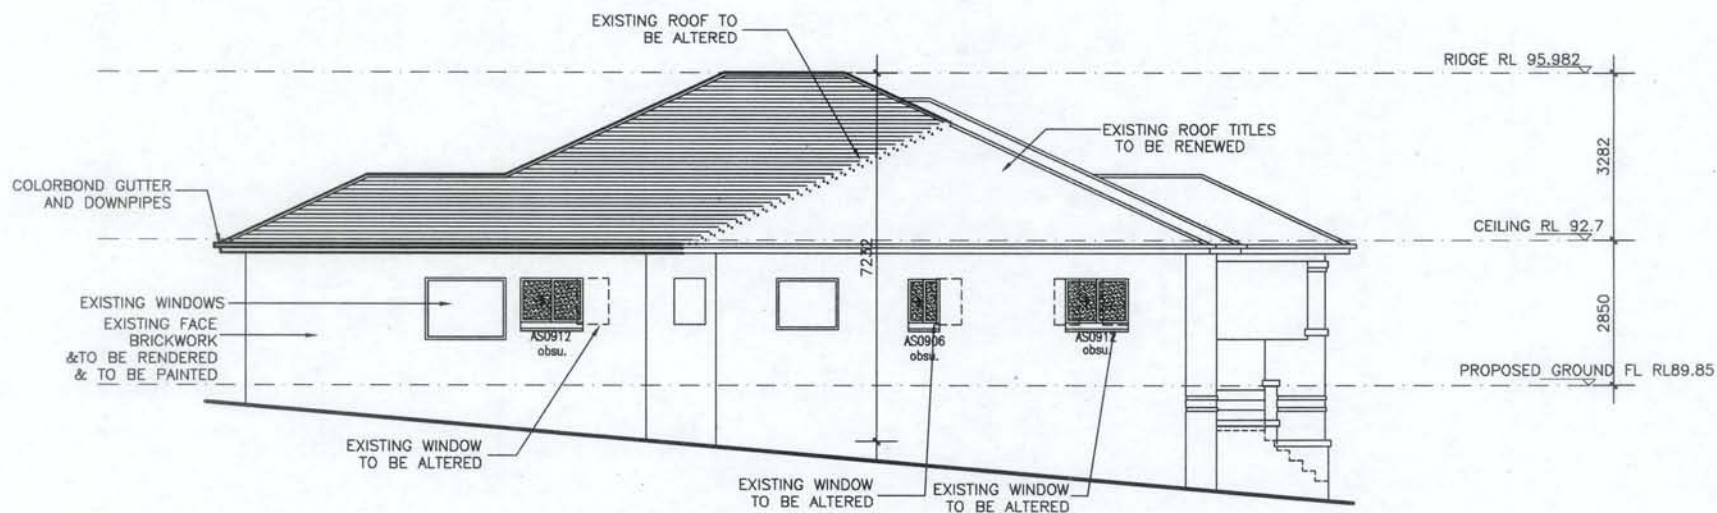 EXISTING ROOF TO
BE ALTERED
RIDGE RL 95.982
EXISTING ROOF TITLES
TO BE RENEWED
3282
COLORBOND GUTTER
AND DOWNPIPES
CEILING RL 92.7
72.32
EXISTING WINDOWS
EXISTING FACE
BRICKWORK
&TO BE RENDERED
& TO BE PAINTED
AS0912
obsu.
AS0906
obsu.
AS0912
obsu.
2850
PROPOSED GROUND FL RL89.85
EXISTING WINDOW
TO BE ALTERED
EXISTING WINDOW
TO BE ALTERED
EXISTING WINDOW
TO BE ALTERED